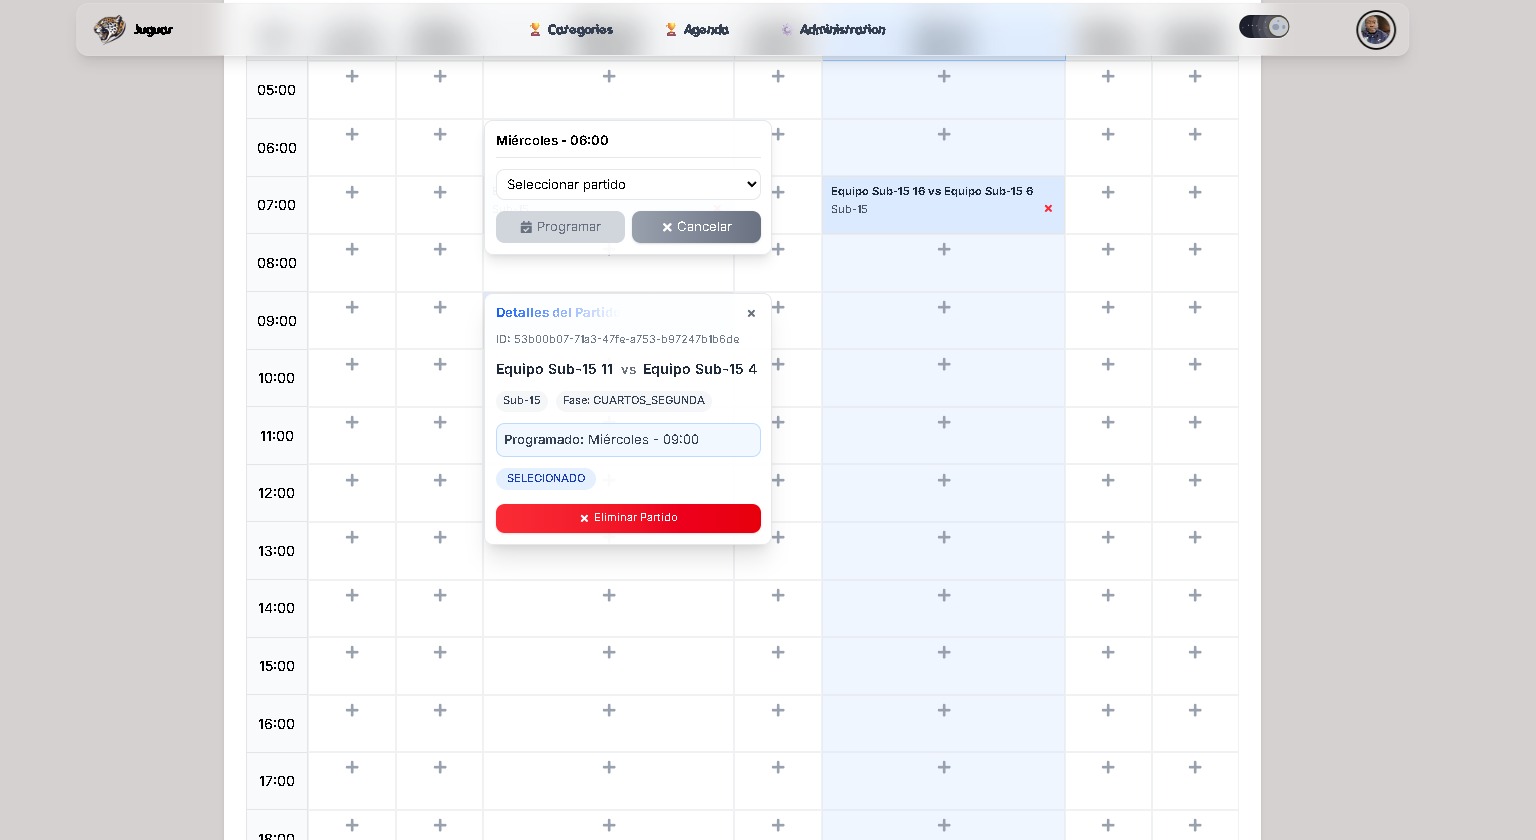 Juguar
Categories
Agenda
Administration
05:00
06:00
Miércoles - 06:00
Seleccionar partido
Programar
Cancelar
07:00
Equipo Sub-15 16 vs Equipo Sub-15 6
Sub-15
08:00
09:00
Detalles del Partido
ID: 53b00b07-71a3-47fe-a753-b97247b1b6de
Equipo Sub-15 11 vs Equipo Sub-15 4
Sub-15
Fase: CUARTOS_SEGUNDA
Programado: Miércoles - 09:00
SELECIONADO
Eliminar Partido
10:00
11:00
12:00
13:00
14:00
15:00
16:00
17:00
18:00